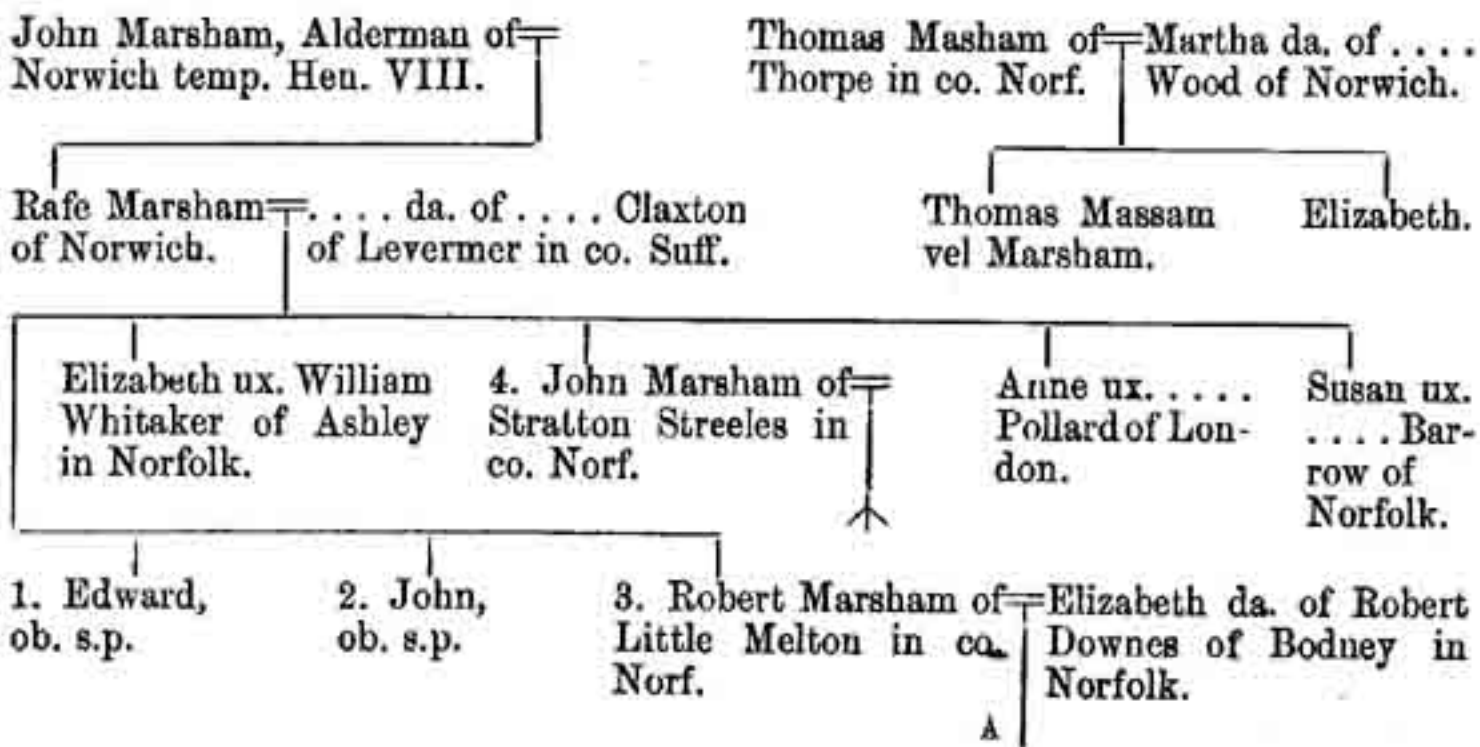 John Marsham, Alderman of
Norwich temp. Hen. VIII.
Thomas Masham of
Thorpe in co. Norf.
Martha da. of . . . .
Wood of Norwich.
Rafe Marsham
of Norwich.
. . . . da. of . . . . Claxton
of Levermer in co. Suff.
Thomas Massam
vel Marsham.
Elizabeth.
Elizabeth ux. William
Whitaker of Ashley
in Norfolk.
4. John Marsham of
Stratton Streeles in
co. Norf.
Anne ux. . . . . .
Pollard of Lon-
don.
Susan ux.
. . . . Bar-
row of
Norfolk.
1. Edward,
ob. s.p.
2. John,
ob. s.p.
3. Robert Marsham of
Little Melton in co.
Norf.
Elizabeth da. of Robert
Downes of Bodney in
Norfolk.
A